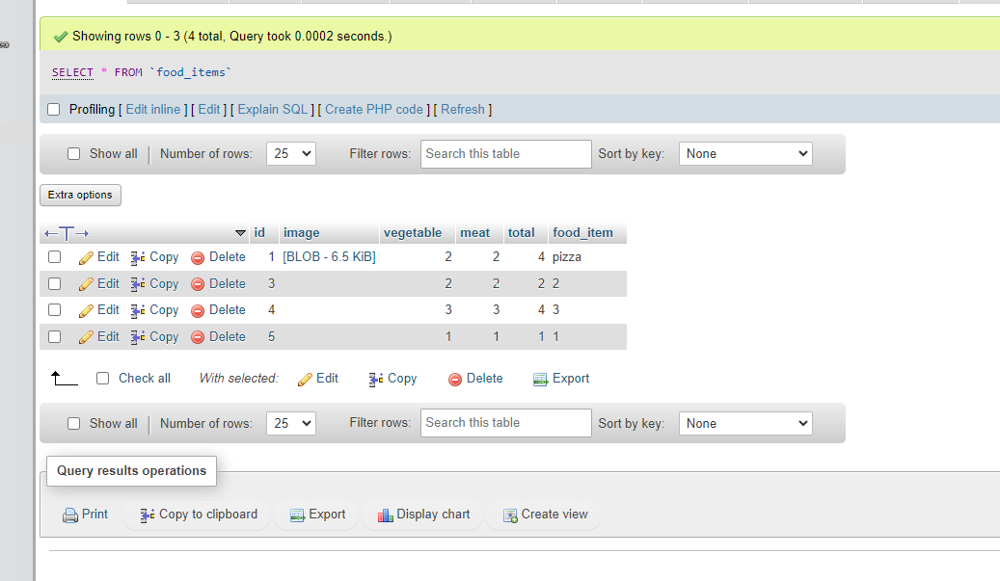 Showing rows 0 - 3 (4 total, Query took 0.0002 seconds.)
SELECT * FROM `food_items`
Profiling [ Edit inline ] [ Edit ] [ Explain SQL ] [ Create PHP code ] [ Refresh ]
Show all Number of rows: 25 Filter rows: Search this table Sort by key: None
Extra options
←T→ id image vegetable meat total food_item
Edit Copy Delete 1 [BLOB - 6.5 KiB] 2 2 4 pizza
Edit Copy Delete 3 2 2 2 2
Edit Copy Delete 4 3 3 4 3
Edit Copy Delete 5 1 1 1 1
Check all With selected: Edit Copy Delete Export
Show all Number of rows: 25 Filter rows: Search this table Sort by key: None
Query results operations
Print Copy to clipboard Export Display chart Create view